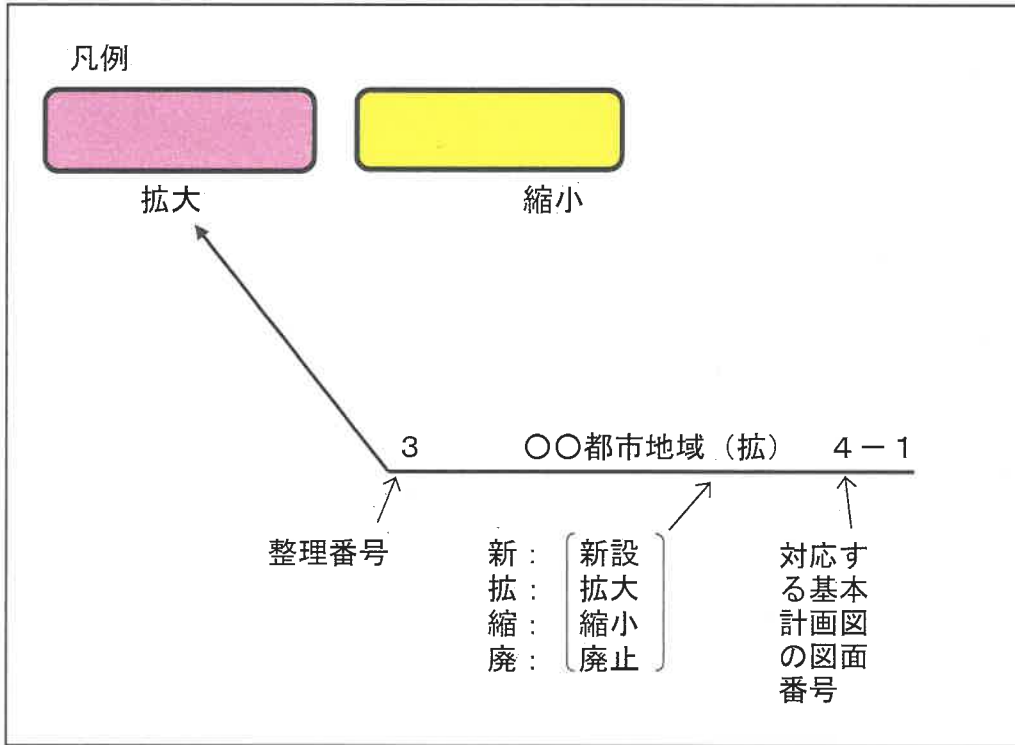 凡例
拡大
縮小
3 〇〇都市地域（拡） 4－1
整理番号
新：新設
拡：拡大
縮：縮小
廃：廃止
対応す
る基本
計画図
の図面
番号